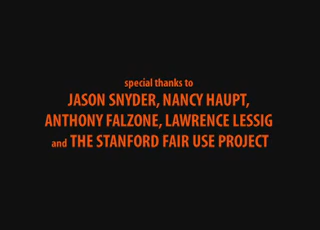 special thanks to
JASON SNYDER, NANCY HAUPT,
ANTHONY FALZONE, LAWRENCE LESSIG
and THE STANFORD FAIR USE PROJECT